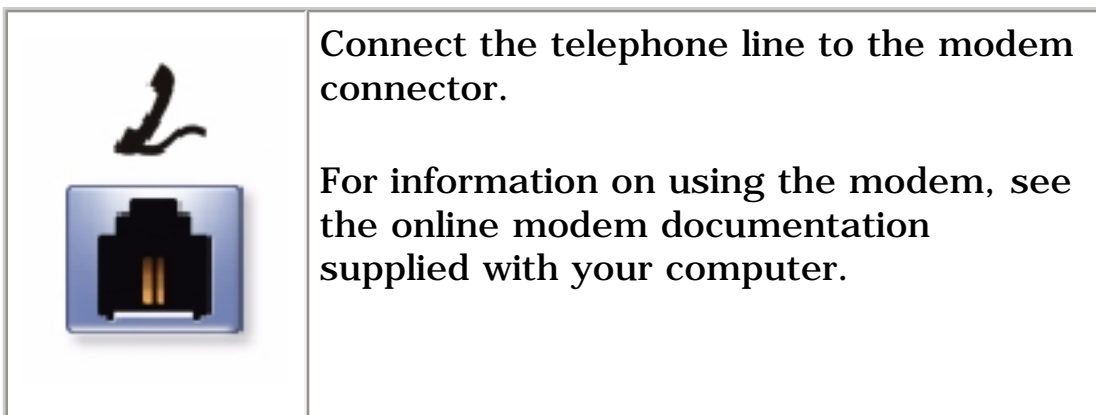 Connect the telephone line to the modem
connector.
For information on using the modem, see
the online modem documentation
supplied with your computer.